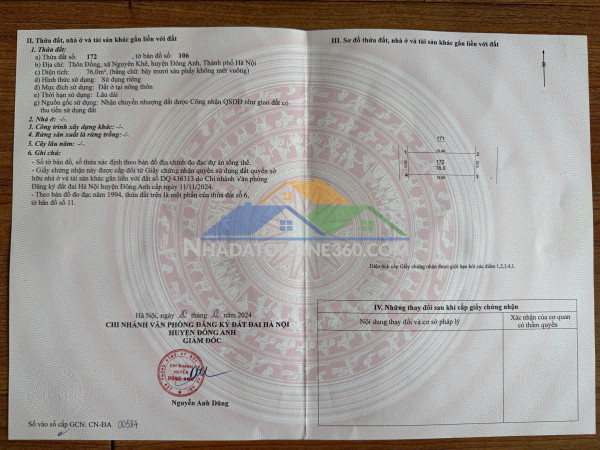 II. Thửa đất, nhà ở và tài sản khác gắn liền với đất
1. Thửa đất:
a) Thửa đất số: 172 tờ bản đồ số: 106
b) Địa chỉ: Thôn Đồng, xã Nguyên Khê, huyện Đông Anh, Thành phố Hà Nội
c) Diện tích: 76,0m², (bằng chữ: bảy mươi sáu phẩy không mét vuông)
d) Hình thức sử dụng: Sử dụng riêng
đ) Mục đích sử dụng: Đất ở tại nông thôn
e) Thời hạn sử dụng: Lâu dài
g) Nguồn gốc sử dụng: Nhận chuyển nhượng đất được Công nhận QSDĐ như giao đất có
thu tiền sử dụng đất
2. Nhà ở: -/-
3. Công trình xây dựng khác: -/-
4. Rừng sản xuất là rừng trồng: -/-
5. Cây lâu năm: -/-
6. Ghi chú:
- Số tờ bản đồ, số thửa xác định theo bản đồ địa chính đo đạc dự án tổng thể.
- Giấy chứng nhận này được cấp đổi từ Giấy chứng nhận quyền sử dụng đất quyền sở
hữu nhà ở và tài sản khác gắn liền với đất số DQ 436313 do Chi nhánh Văn phòng
Đăng ký đất đai Hà Nội huyện Đông Anh cấp ngày 11/11/2024.
- Theo bản đồ đo đạc năm 1994, thửa đất trên là một phần của thửa đất số 6,
tờ bản đồ số 11.
NHADATONLINE360.COM
Hà Nội, ngày tháng 12 năm 2024
CHI NHÁNH VĂN PHÒNG ĐĂNG KÝ ĐẤT ĐAI HÀ NỘI
HUYỆN ĐÔNG ANH
GIÁM ĐỐC
CHI NHÁNH
HUYỆN
ĐÔNG ANH
Nguyễn Anh Dũng
Số vào sổ cấp GCN: CN-ĐA 00584
III. Sơ đồ thửa đất, nhà ở và tài sản khác gắn liền với đất
171
172
76.0
Diện tích cấp Giấy chứng nhận được giới hạn bởi các điểm 1,2,3,4,1.
IV. Những thay đổi sau khi cấp giấy chứng nhận
Nội dung thay đổi và cơ sở pháp lý
Xác nhận của cơ quan
có thẩm quyền